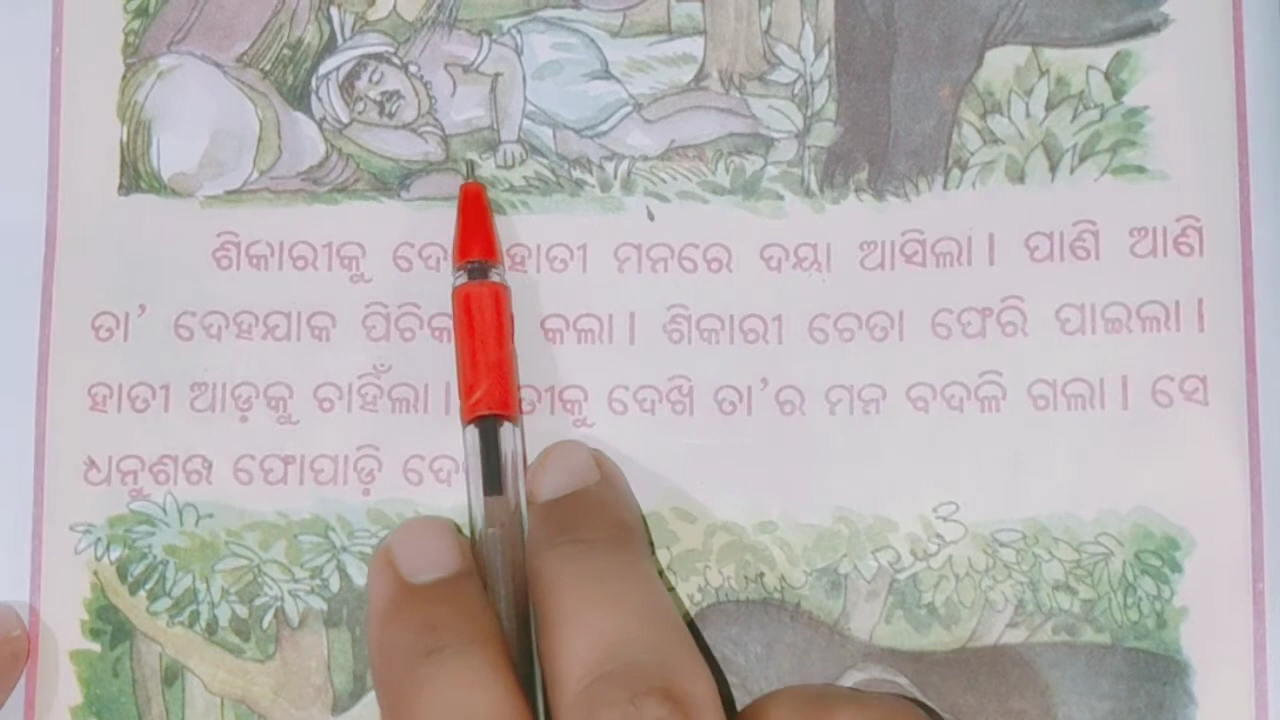 ଶିକାରୀକୁ ହାତୀ ମନରେ ଦୟା ଆସିଲା। ପାଣି ଆଣି
ତା’ ଦେହଯାକ କଲା। ଶିକାରୀ ଚେତା ଫେରି ପାଇଲା।
ହାତୀ ଆଡ଼କୁ ଚାହିଁଲା। ଦେଖି ତା’ର ମନ ବଦଳି ଗଲା। ସେ
ଧନୁଶର ଫୋପାଡ଼ି